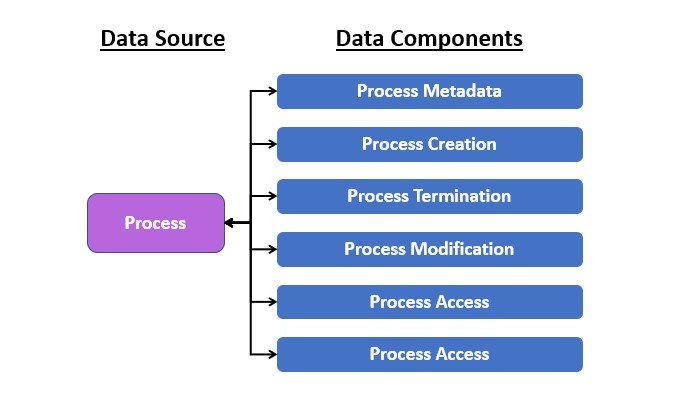 Data Source
Data Components
Process Metadata
Process Creation
Process Termination
Process Modification
Process Access
Process Access
Process